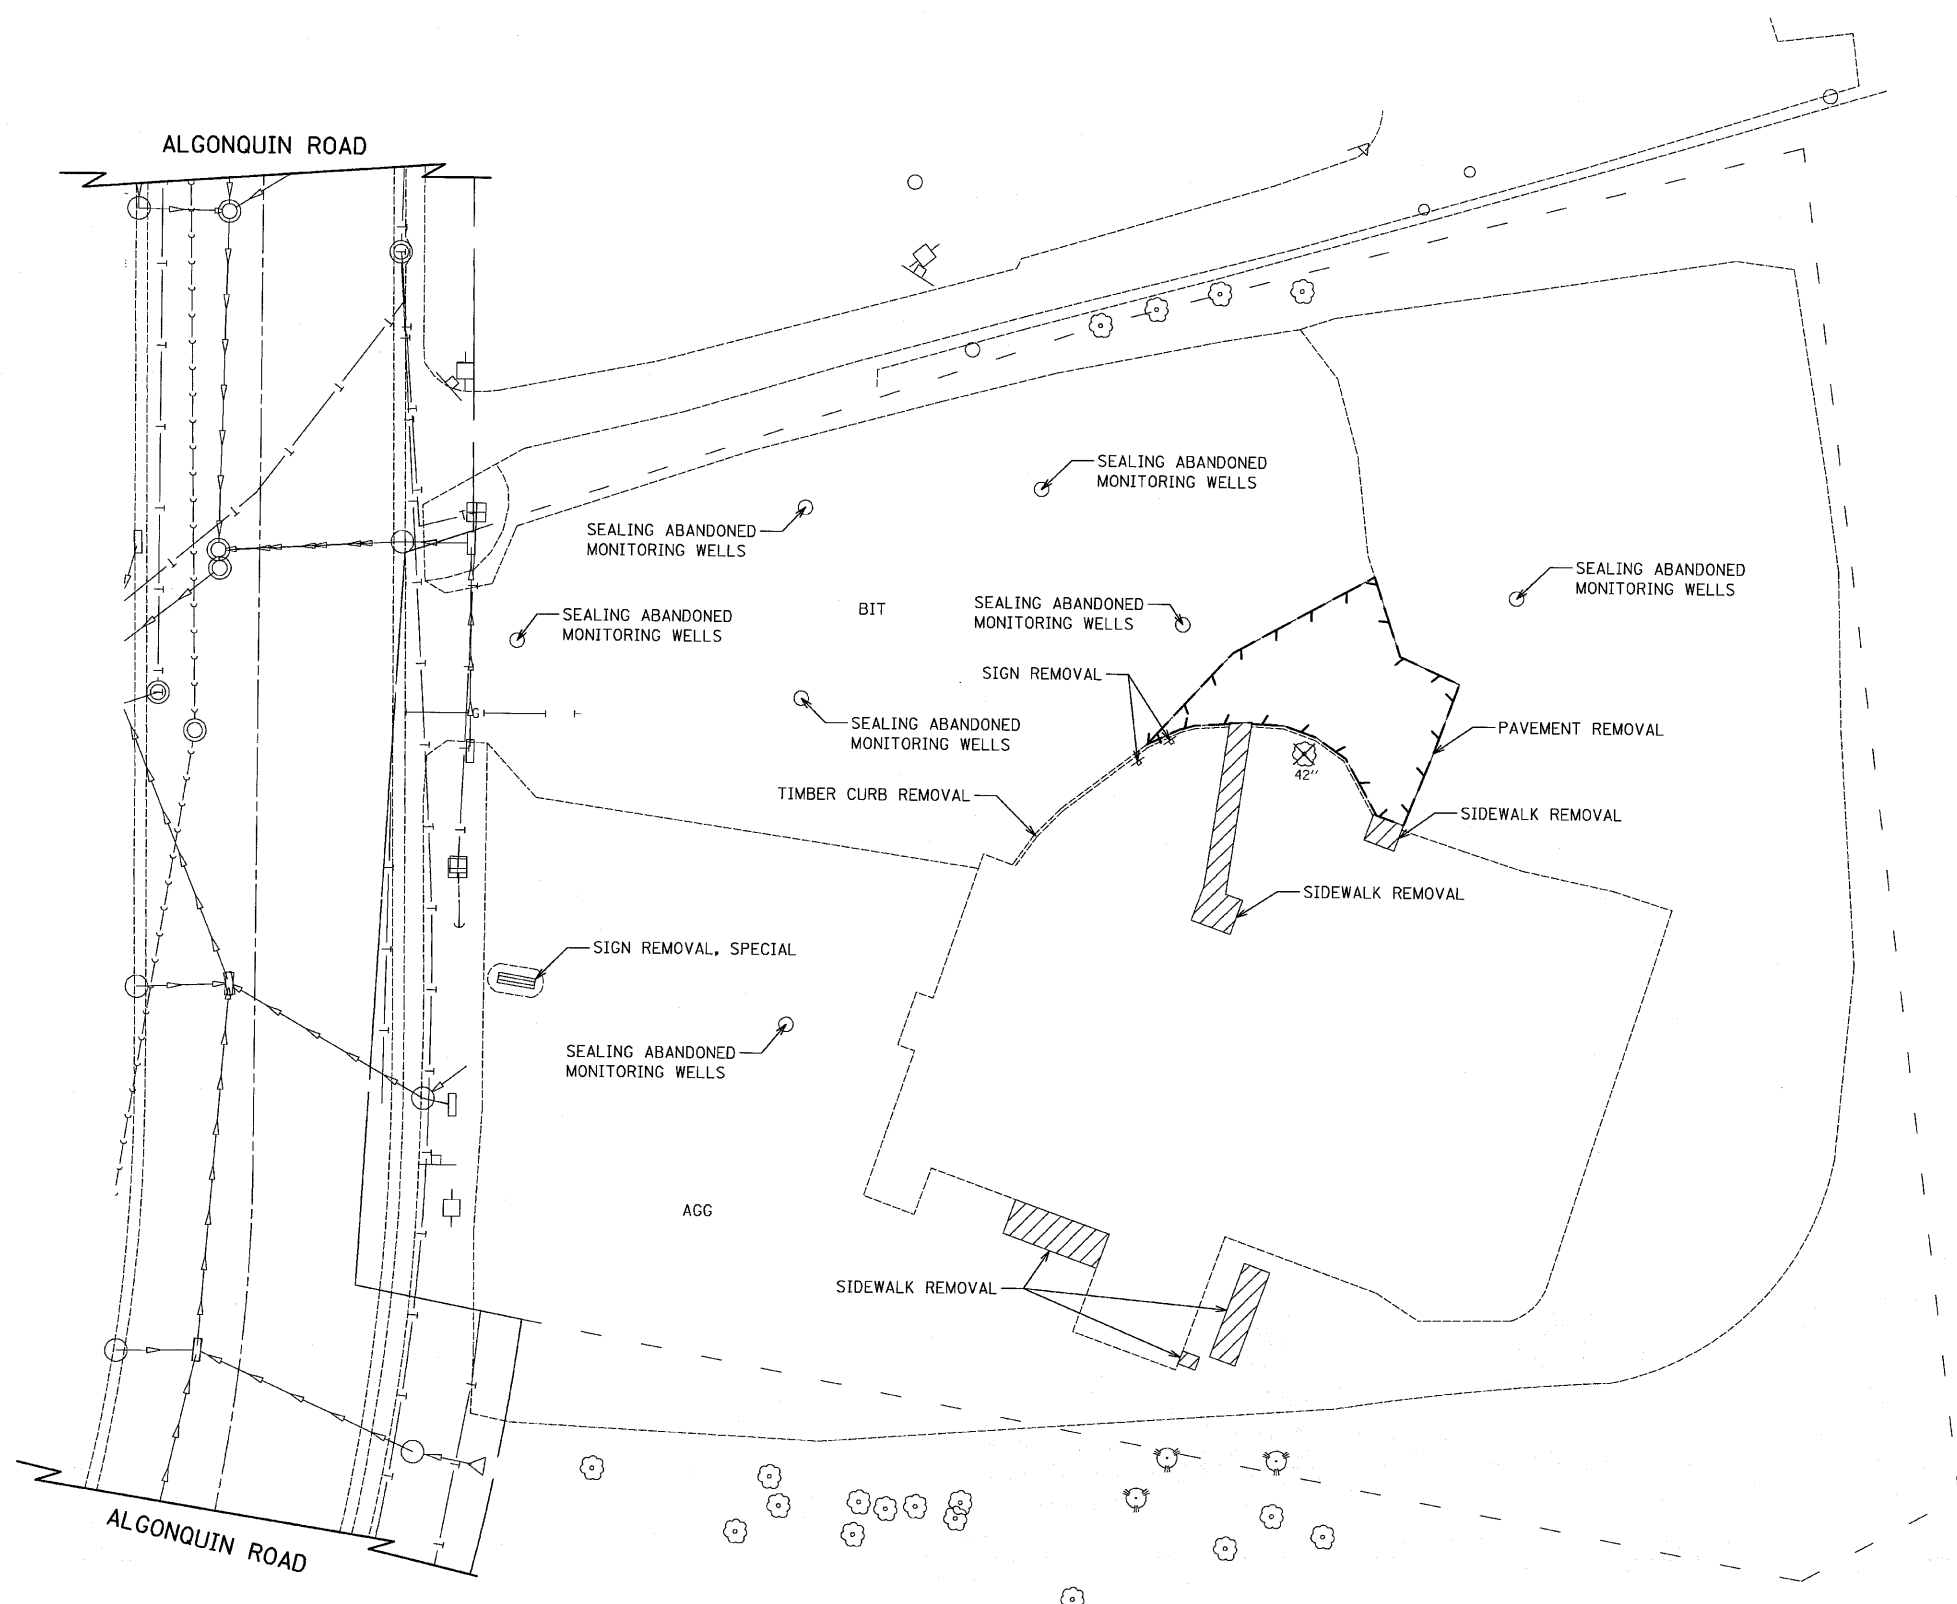 ALGONQUIN ROAD
SEALING ABANDONED
MONITORING WELLS
SEALING ABANDONED
MONITORING WELLS
SEALING ABANDONED
MONITORING WELLS
SEALING ABANDONED
MONITORING WELLS
BIT
SEALING ABANDONED
MONITORING WELLS
SIGN REMOVAL
SEALING ABANDONED
MONITORING WELLS
G
PAVEMENT REMOVAL
42"
TIMBER CURB REMOVAL
SIDEWALK REMOVAL
SIDEWALK REMOVAL
SIGN REMOVAL, SPECIAL
SEALING ABANDONED
MONITORING WELLS
AGG
SIDEWALK REMOVAL
ALGONQUIN ROAD